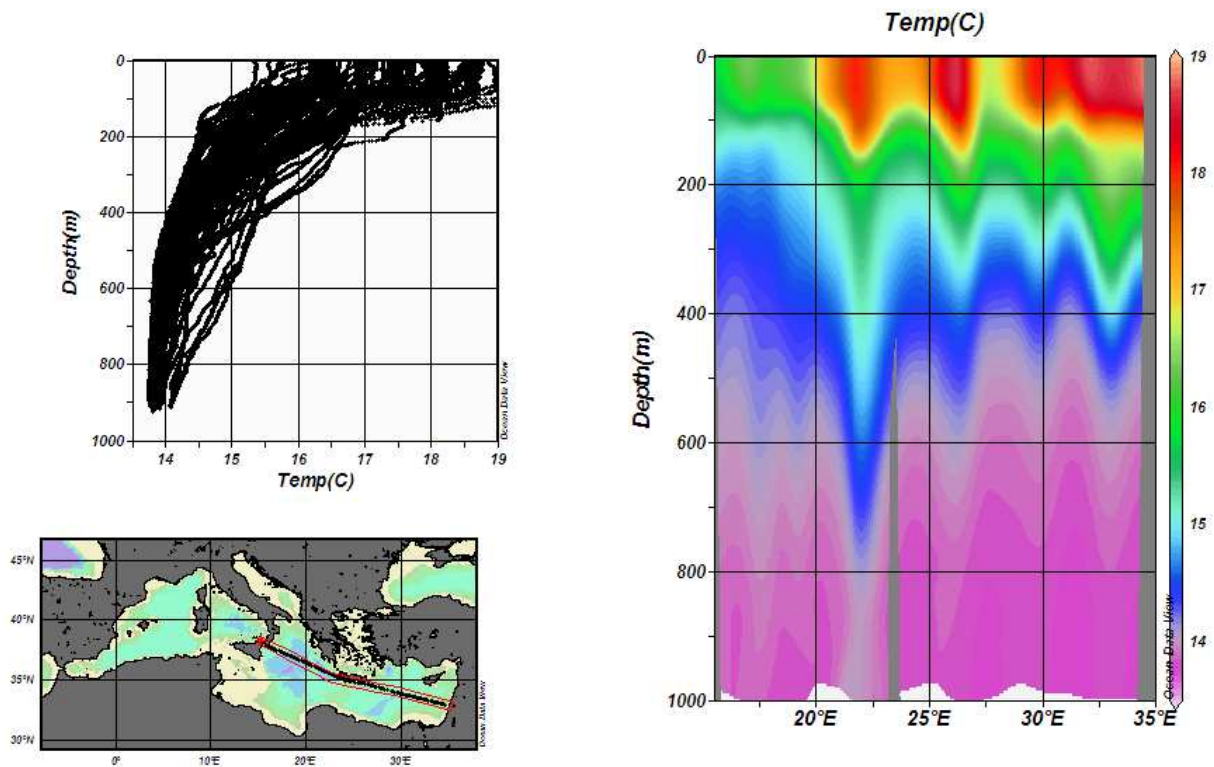 0
200
400
600
800
1000
Depth(m)
14
15
16
17
18
19
Temp(C)
Ocean Data View
45°N
40°N
35°N
30°N
0°
10°E
20°E
30°E
Ocean Data View
Temp(C)
0
200
400
600
800
1000
Depth(m)
20°E
25°E
30°E
35°E
19
18
17
16
15
14
Ocean Data View